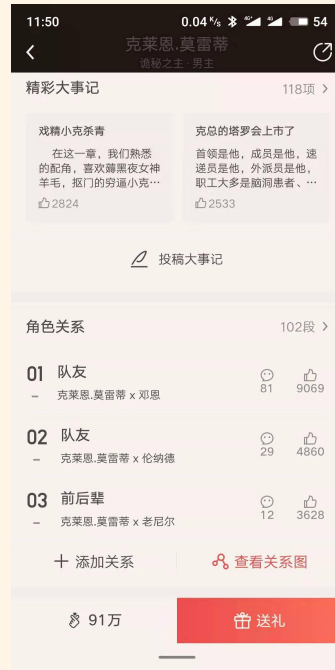 11:50
0.04 K/s
4G+
4G
54
克莱恩.莫雷蒂
诡秘之主·男主
精彩大事记
118项 >
戏精小克杀青
在这一章，我们熟悉
的配角，喜欢薅黑夜女神
羊毛，抠门的穷逼小克…
2824
克总的塔罗会上市了
首领是他，成员是他，速
递员是他，外派员是他，
职工大多是脑洞患者、…
2533
投稿大事记
角色关系
102段 >
01 队友
克莱恩.莫雷蒂 x 邓恩
81
9069
02 队友
克莱恩.莫雷蒂 x 伦纳德
29
4860
03 前后辈
克莱恩.莫雷蒂 x 老尼尔
12
3628
添加关系
查看关系图
91万
送礼